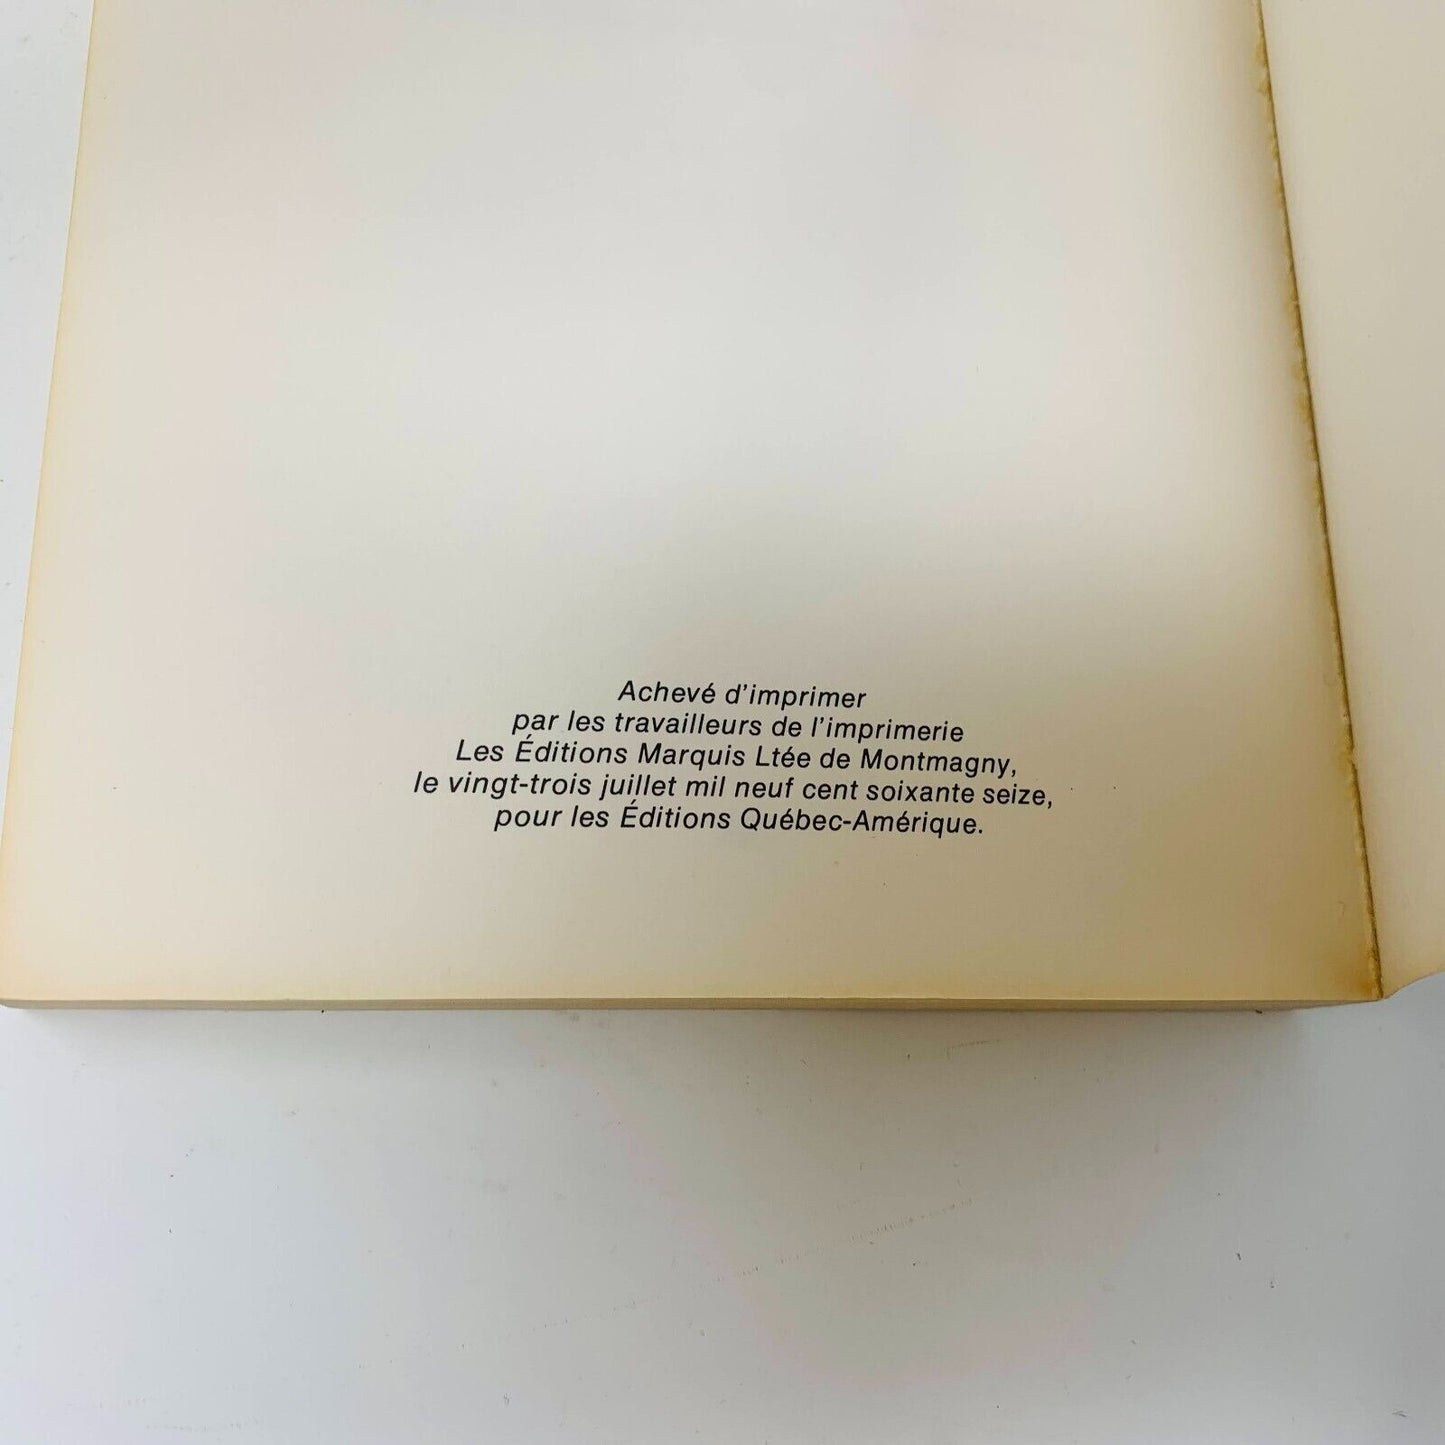 Achevé d'imprimer
par les travailleurs de l'imprimerie
Les Éditions Marquis Ltée de Montmagny,
le vingt-trois juillet mil neuf cent soixante seize,
pour les Éditions Québec-Amérique.